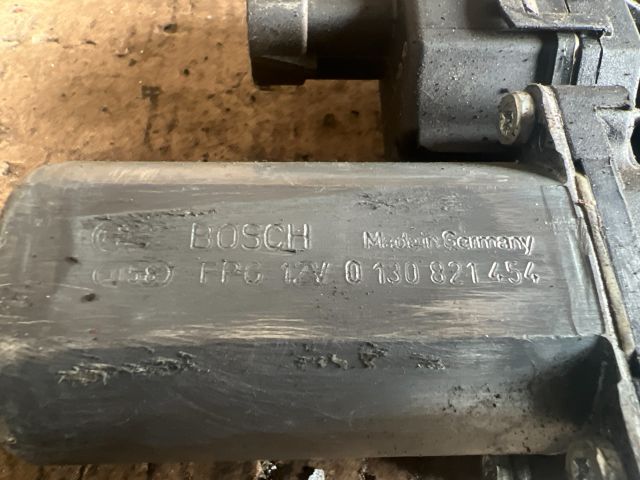 BOSCH Made in Germany
FPG 12V 0 130 821 454